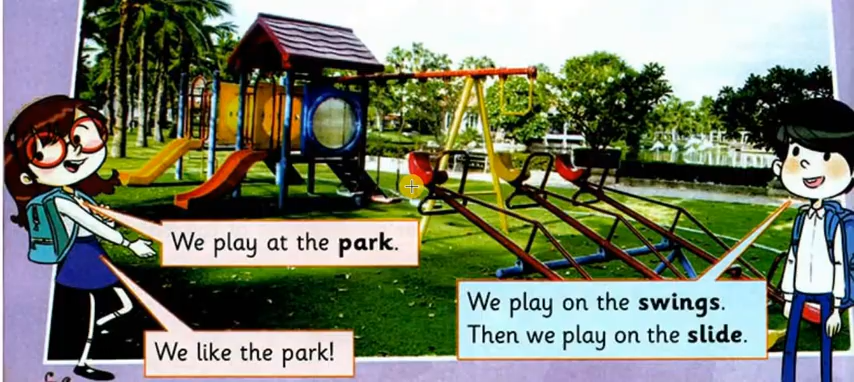 We play at the park.
We like the park!
We play on the swings.
Then we play on the slide.